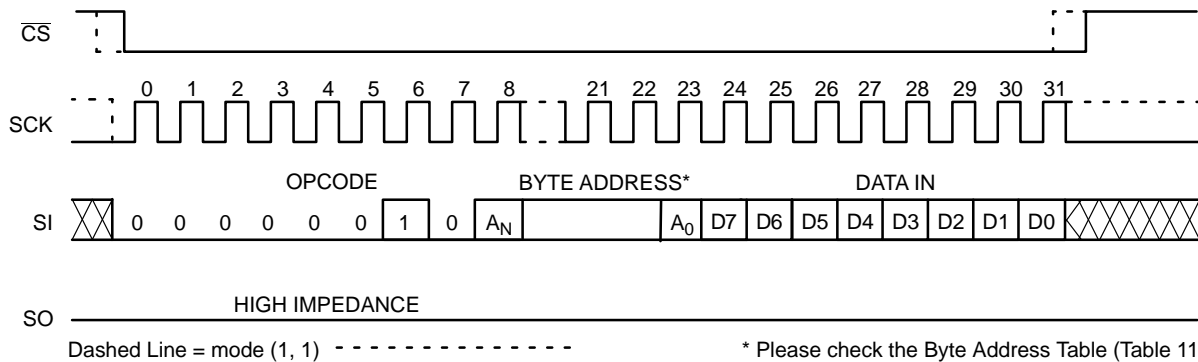 CS
0 1 2 3 4 5 6 7 8 21 22 23 24 25 26 27 28 29 30 31
SCK
OPCODE BYTE ADDRESS* DATA IN
SI 0 0 0 0 0 0 1 0 AN A0 D7 D6 D5 D4 D3 D2 D1 D0
HIGH IMPEDANCE
SO
Dashed Line = mode (1, 1) * Please check the Byte Address Table (Table 11